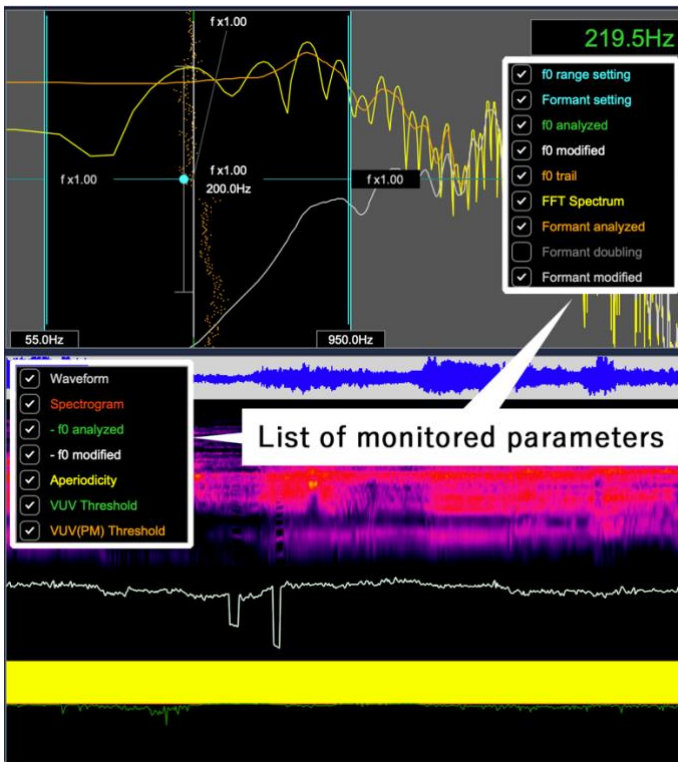 f x1.00
219.5Hz
f0 range setting
Formant setting
f0 analyzed
f0 modified
f0 trail
FFT Spectrum
Formant analyzed
Formant doubling
Formant modified
f x1.00
f x1.00
200.0Hz
f x1.00
55.0Hz
950.0Hz
Waveform
Spectrogram
- f0 analyzed
- f0 modified
Aperiodicity
VUV Threshold
VUV(PM) Threshold
List of monitored parameters